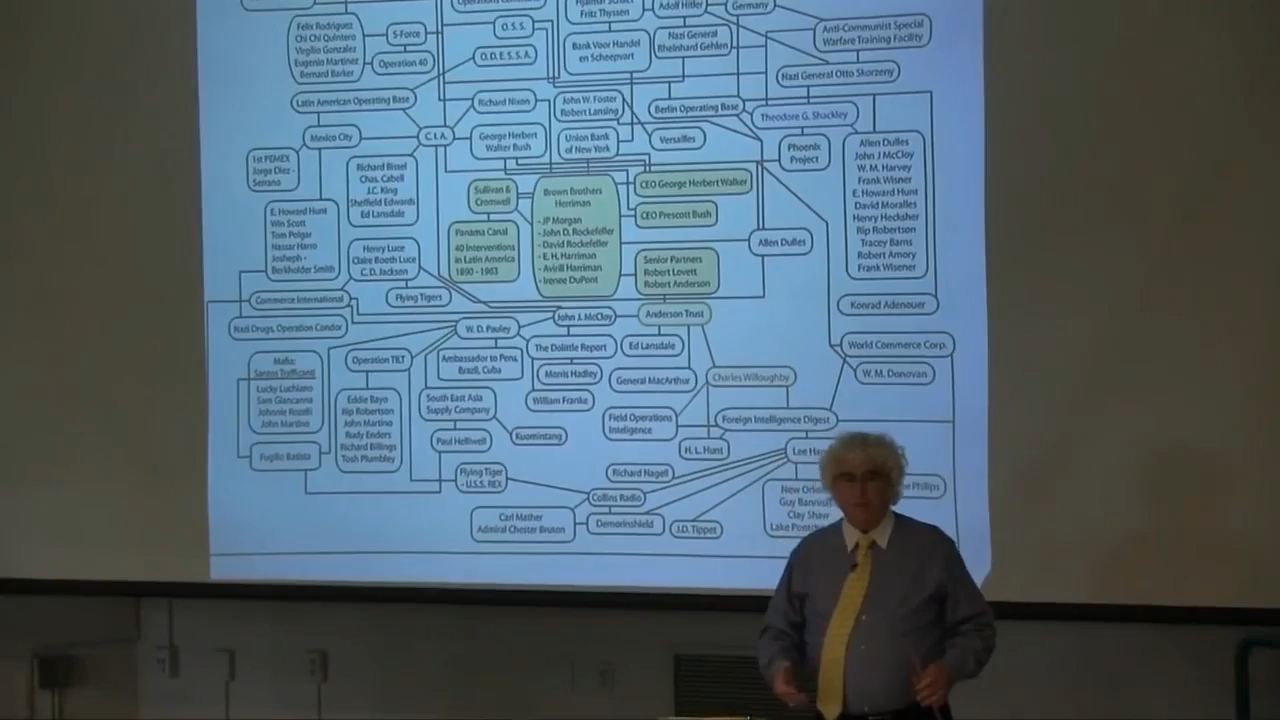 Fritz Thyssen
Adolf Hitler
Germany
Felix Rodriguez
Chi Chi Quintero
Virgilio Gonzalez
Eugenio Martinez
Bernard Barker
S-Force
Operation 40
O.S.S.
O.D.E.S.S.A.
Bank Voor Handel
en Scheepvart
Nazi General
Rheinhard Gehlen
Anti-Communist Special
Warfare Training Facility
Nazi General Otto Skorzeny
Latin American Operating Base
Richard Nixon
John W. Foster
Robert Lansing
Berlin Operating Base
Theodore G. Shackley
Mexico City
C.I.A.
George Herbert
Walker Bush
Union Bank
of New York
Versailles
Phoenix
Project
Allen Dulles
John J McCloy
W. M. Harvey
Frank Wisner
E. Howard Hunt
David Moralles
Henry Hecksher
Rip Robertson
Tracey Barns
Robert Amory
Frank Wisener
1st PEMEX
Jorge Diez -
Serrano
Richard Bissel
Chas. Cabell
J.C. King
Sheffield Edwards
Ed Lansdale
Sullivan &
Cromwell
Brown Brothers
Herriman
- JP Morgan
- John D. Rockefeller
- David Rockefeller
- E. H. Harriman
- Avirill Harriman
- Irenee DuPont
CEO George Herbert Walker
CEO Prescott Bush
E. Howard Hunt
Win Scott
Tom Polgar
Nassar Harro
Josheph -
Berkholder Smith
Panama Canal
40 Interventions
in Latin America
1890 - 1963
Allen Dulles
Henry Luce
Claire Booth Luce
C. D. Jackson
Senior Partners
Robert Lovett
Robert Anderson
Commerce International
Flying Tigers
Konrad Adenouer
Nazi Drugs, Operation Condor
W. D. Pauley
John J. McCloy
Anderson Trust
World Commerce Corp.
Mafia:
Santos Trafficanti
Lucky Luchiano
Sam Giancanna
Johnnie Rozelli
John Martino
Operation TILT
Ambassador to Peru,
Brazil, Cuba
The Dolittle Report
Ed Lansdale
W. M. Donovan
Morris Hadley
General MacArthur
Charles Willoughby
Eddie Bayo
Rip Robertson
John Martino
Rudy Enders
Richard Billings
Tosh Plumbley
South East Asia
Supply Company
William Franke
Field Operations
Inteligence
Foreign Intelligence Digest
Fugilio Batista
Paul Helliwell
Kuomintang
H. L. Hunt
Lee
Flying Tiger
- U.S.S. REX
Richard Nagell
Collins Radio
Philips
New
Guy
Clay Shaw
Lake
Carl Mather
Admiral Chester Bruton
Demorinshield
J.D. Tippet